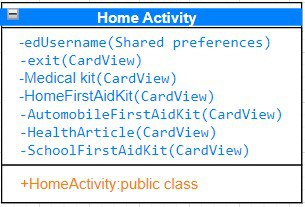 Home Activity
-edUsername(Shared preferences)
-exit(CardView)
-Medical kit(CardView)
-HomeFirstAidKit(CardView)
-AutomobileFirstAidKit(CardView)
-HealthArticle(CardView)
-SchoolFirstAidKit(CardView)
+HomeActivity:public class